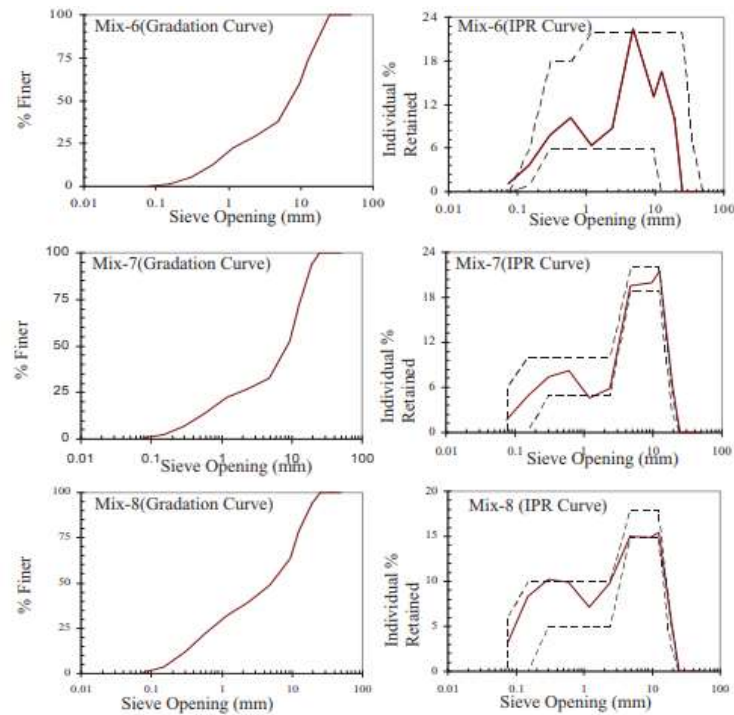 Mix-6(Gradation Curve)
% Finer
100
75
50
25
0
0.01
0.1
1
10
100
Sieve Opening (mm)
Mix-6(IPR Curve)
Individual %
Retained
24
18
12
6
0
0.01
0.1
1
10
100
Sieve Opening (mm)
Mix-7(Gradation Curve)
% Finer
100
75
50
25
0
0.01
0.1
1
10
100
Sieve Opening (mm)
Mix-7(IPR Curve)
Individual %
Retained
24
18
12
6
0
0.01
0.1
1
10
100
Sieve Opening (mm)
Mix-8(Gradation Curve)
% Finer
100
75
50
25
0
0.01
0.1
1
10
100
Sieve Opening (mm)
Mix-8 (IPR Curve)
Individual %
Retained
20
15
10
5
0
0.01
0.1
1
10
100
Sieve Opening (mm)